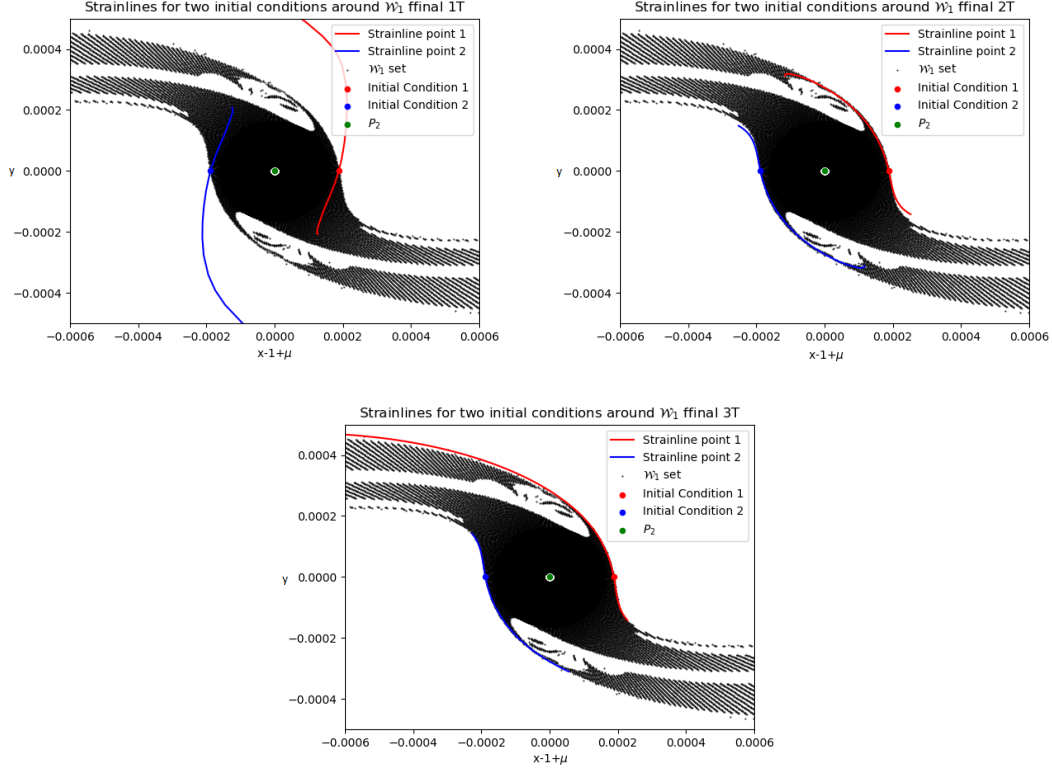 Strainlines for two initial conditions around 𝒲₁ ffinal 1T
0.0004
0.0002
0.0000
−0.0002
−0.0004
y
−0.0006 −0.0004 −0.0002 0.0000 0.0002 0.0004 0.0006
x-1+μ
Strainline point 1
Strainline point 2
𝒲₁ set
Initial Condition 1
Initial Condition 2
P₂
Strainlines for two initial conditions around 𝒲₁ ffinal 2T
0.0004
0.0002
0.0000
−0.0002
−0.0004
y
−0.0006 −0.0004 −0.0002 0.0000 0.0002 0.0004 0.0006
x-1+μ
Strainline point 1
Strainline point 2
𝒲₁ set
Initial Condition 1
Initial Condition 2
P₂
Strainlines for two initial conditions around 𝒲₁ ffinal 3T
0.0004
0.0002
0.0000
−0.0002
−0.0004
y
−0.0006 −0.0004 −0.0002 0.0000 0.0002 0.0004 0.0006
x-1+μ
Strainline point 1
Strainline point 2
𝒲₁ set
Initial Condition 1
Initial Condition 2
P₂